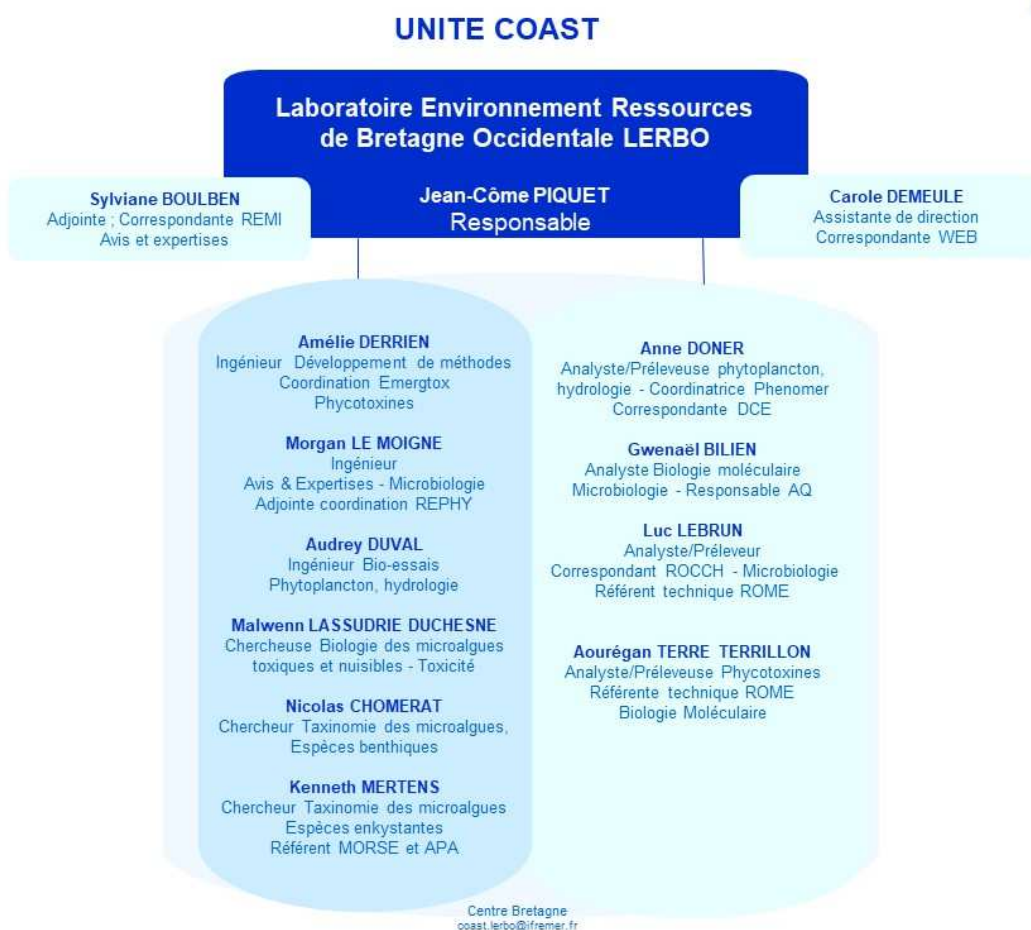 UNITE COAST
Laboratoire Environnement Ressources
de Bretagne Occidentale LERBO
Jean-Côme PIQUET
Responsable
Sylviane BOULBEN
Adjointe ; Correspondante REMI
Avis et expertises
Carole DEMEULE
Assistante de direction
Correspondante WEB
Amélie DERRIEN
Ingénieur Développement de méthodes
Coordination Emergtox
Phycotoxines
Morgan LE MOIGNE
Ingénieur
Avis & Expertises - Microbiologie
Adjointe coordination REPHY
Audrey DUVAL
Ingénieur Bio-essais
Phytoplancton, hydrologie
Malwenn LASSUDRIE DUCHESNE
Chercheuse Biologie des microalgues
toxiques et nuisibles - Toxicité
Nicolas CHOMERAT
Chercheur Taxinomie des microalgues,
Espèces benthiques
Kenneth MERTENS
Chercheur Taxinomie des microalgues
Espèces enkystantes
Référent MORSE et APA
Anne DONER
Analyste/Préleveuse phytoplancton,
hydrologie - Coordinatrice Phenomer
Correspondante DCE
Gwenaël BILIEN
Analyste Biologie moléculaire
Microbiologie - Responsable AQ
Luc LEBRUN
Analyste/Préleveur
Correspondant ROCCH - Microbiologie
Référent technique ROME
Aourégan TERRE TERRILLON
Analyste/Préleveuse Phycotoxines
Référente technique ROME
Biologie Moléculaire
Centre Bretagne
coast.lerbo@ifremer.fr